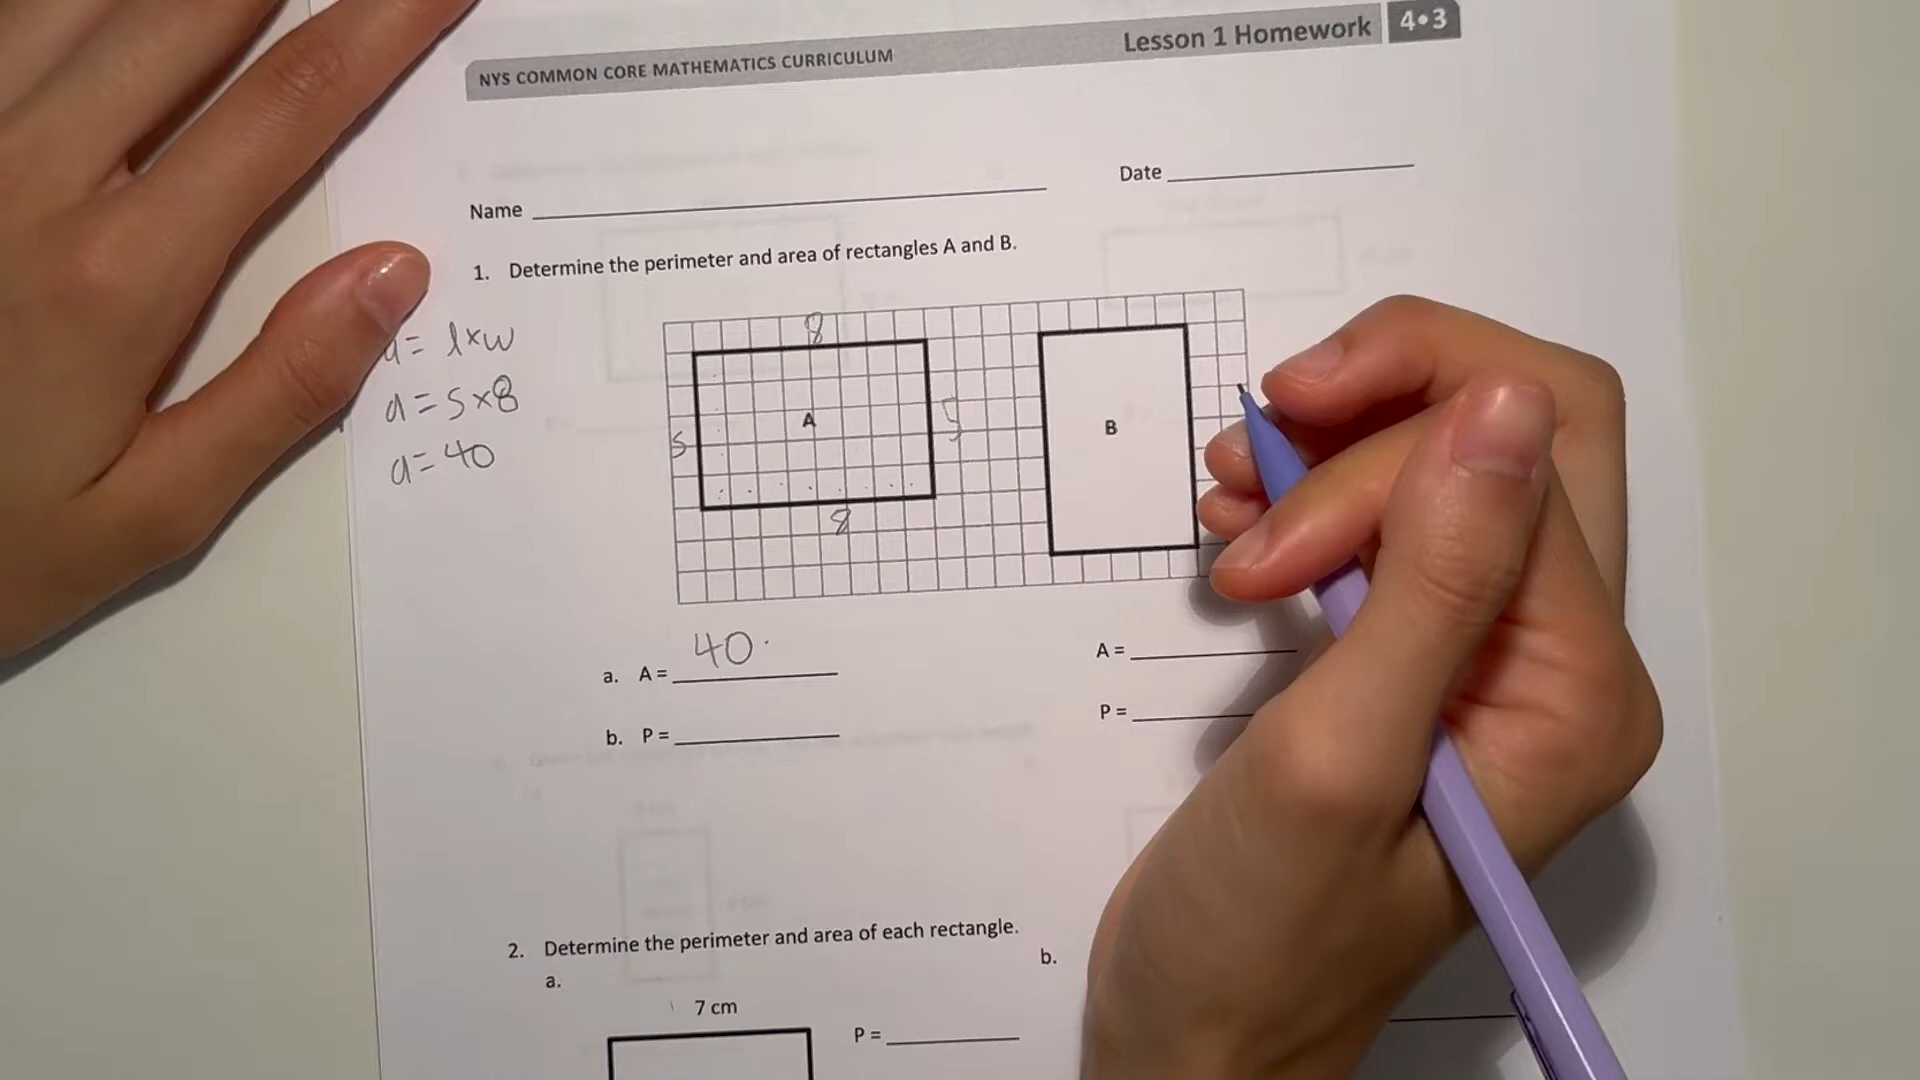 NYS COMMON CORE MATHEMATICS CURRICULUM
Lesson 1 Homework
4•3
Name
Date
1. Determine the perimeter and area of rectangles A and B.
a = l x w
a = 5 x 8
a = 40
8
5
A
5
8
B
a. A = 40
A =
b. P =
P =
2. Determine the perimeter and area of each rectangle.
a.
b.
7 cm
P =